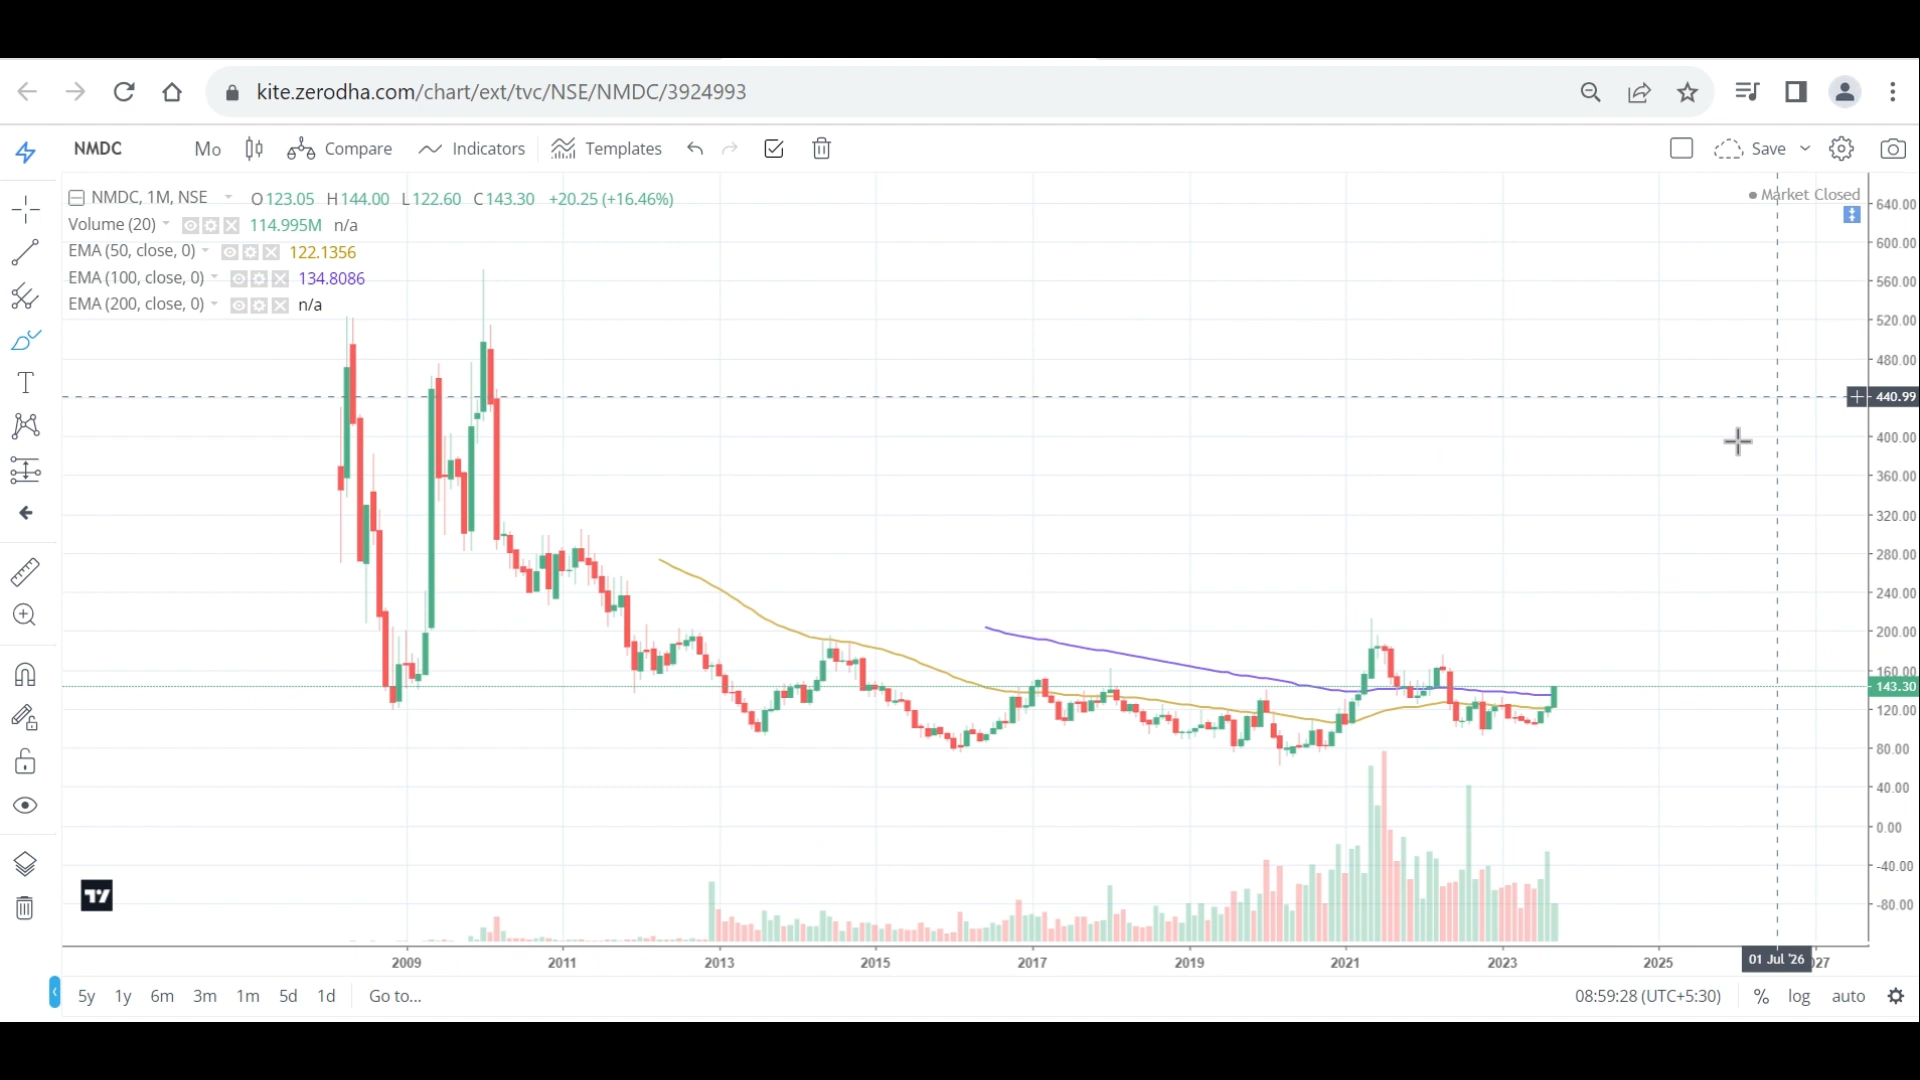 kite.zerodha.com/chart/ext/tvc/NSE/NMDC/3924993
NMDC Mo Compare Indicators Templates Save
NMDC, 1M, NSE O123.05 H144.00 L122.60 C143.30 +20.25 (+16.46%)
Market Closed
Volume (20) 114.995M n/a
EMA (50, close, 0) 122.1356
EMA (100, close, 0) 134.8086
EMA (200, close, 0) n/a
640.00
600.00
560.00
520.00
480.00
440.99
400.00
360.00
320.00
280.00
240.00
200.00
160.00
143.30
120.00
80.00
40.00
0.00
-40.00
-80.00
2009 2011 2013 2015 2017 2019 2021 2023 2025 01 Jul '26 27
5y 1y 6m 3m 1m 5d 1d Go to... 08:59:28 (UTC+5:30) % log auto